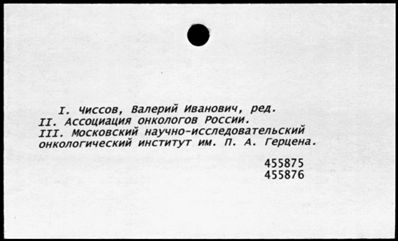 I. Чиссов, Валерий Иванович, ред.
II. Ассоциация онкологов России.
III. Московский научно-исследовательский
онкологический институт им. П. А. Герцена.
455875
455876